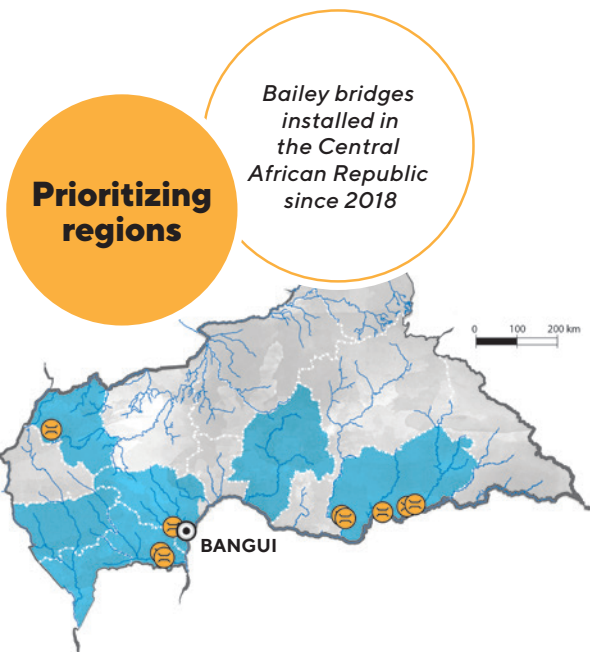 Bailey bridges
installed in
the Central
African Republic
since 2018
Prioritizing
regions
0 100 200 km
BANGUI